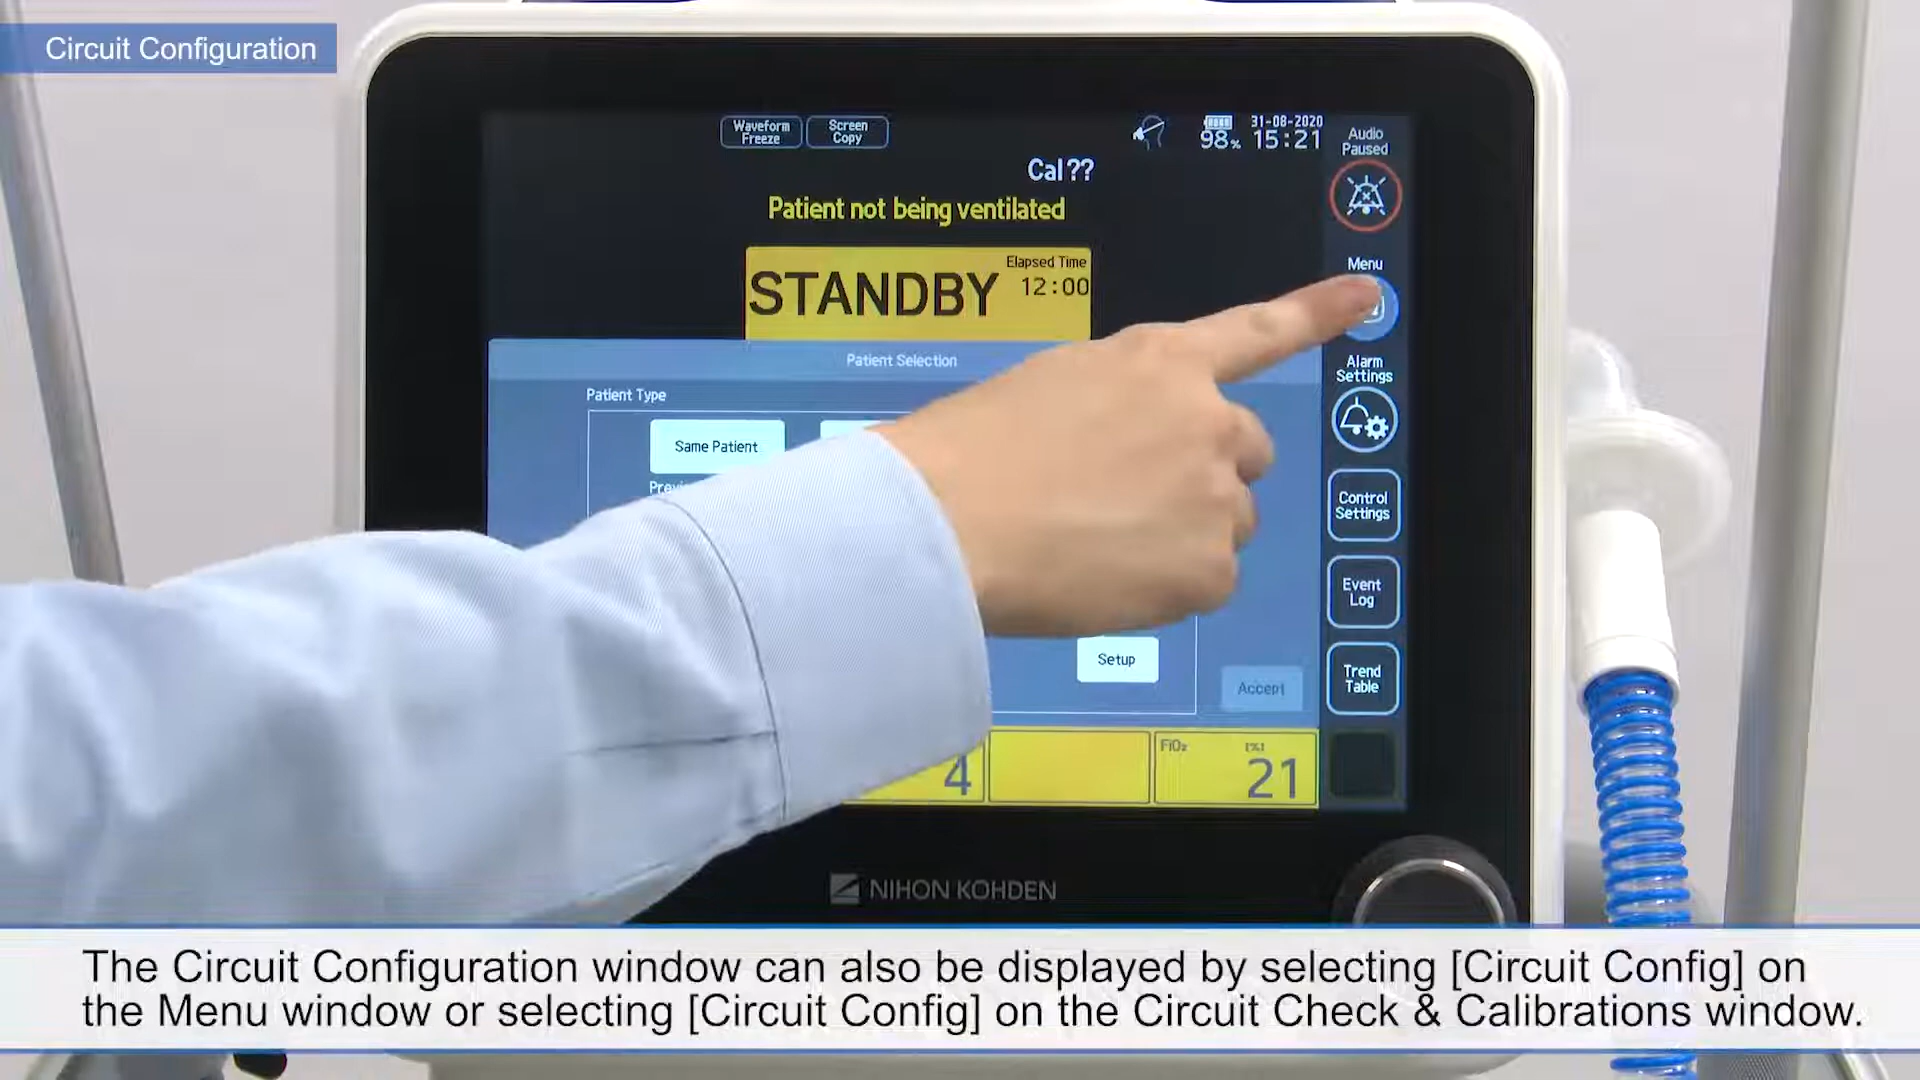 Circuit Configuration
Waveform
Freeze
Screen
Copy
98%
31-08-2020
15:21
Audio
Paused
Cal??
Patient not being ventilated
STANDBY
Elapsed Time
12:00
Menu
Patient Selection
Alarm
Settings
Patient Type
Same Patient
Control
Settings
Event
Log
Setup
Accept
Trend
Table
4
FiO₂
[%]
21
NIHON KOHDEN
The Circuit Configuration window can also be displayed by selecting [Circuit Config] on
the Menu window or selecting [Circuit Config] on the Circuit Check & Calibrations window.